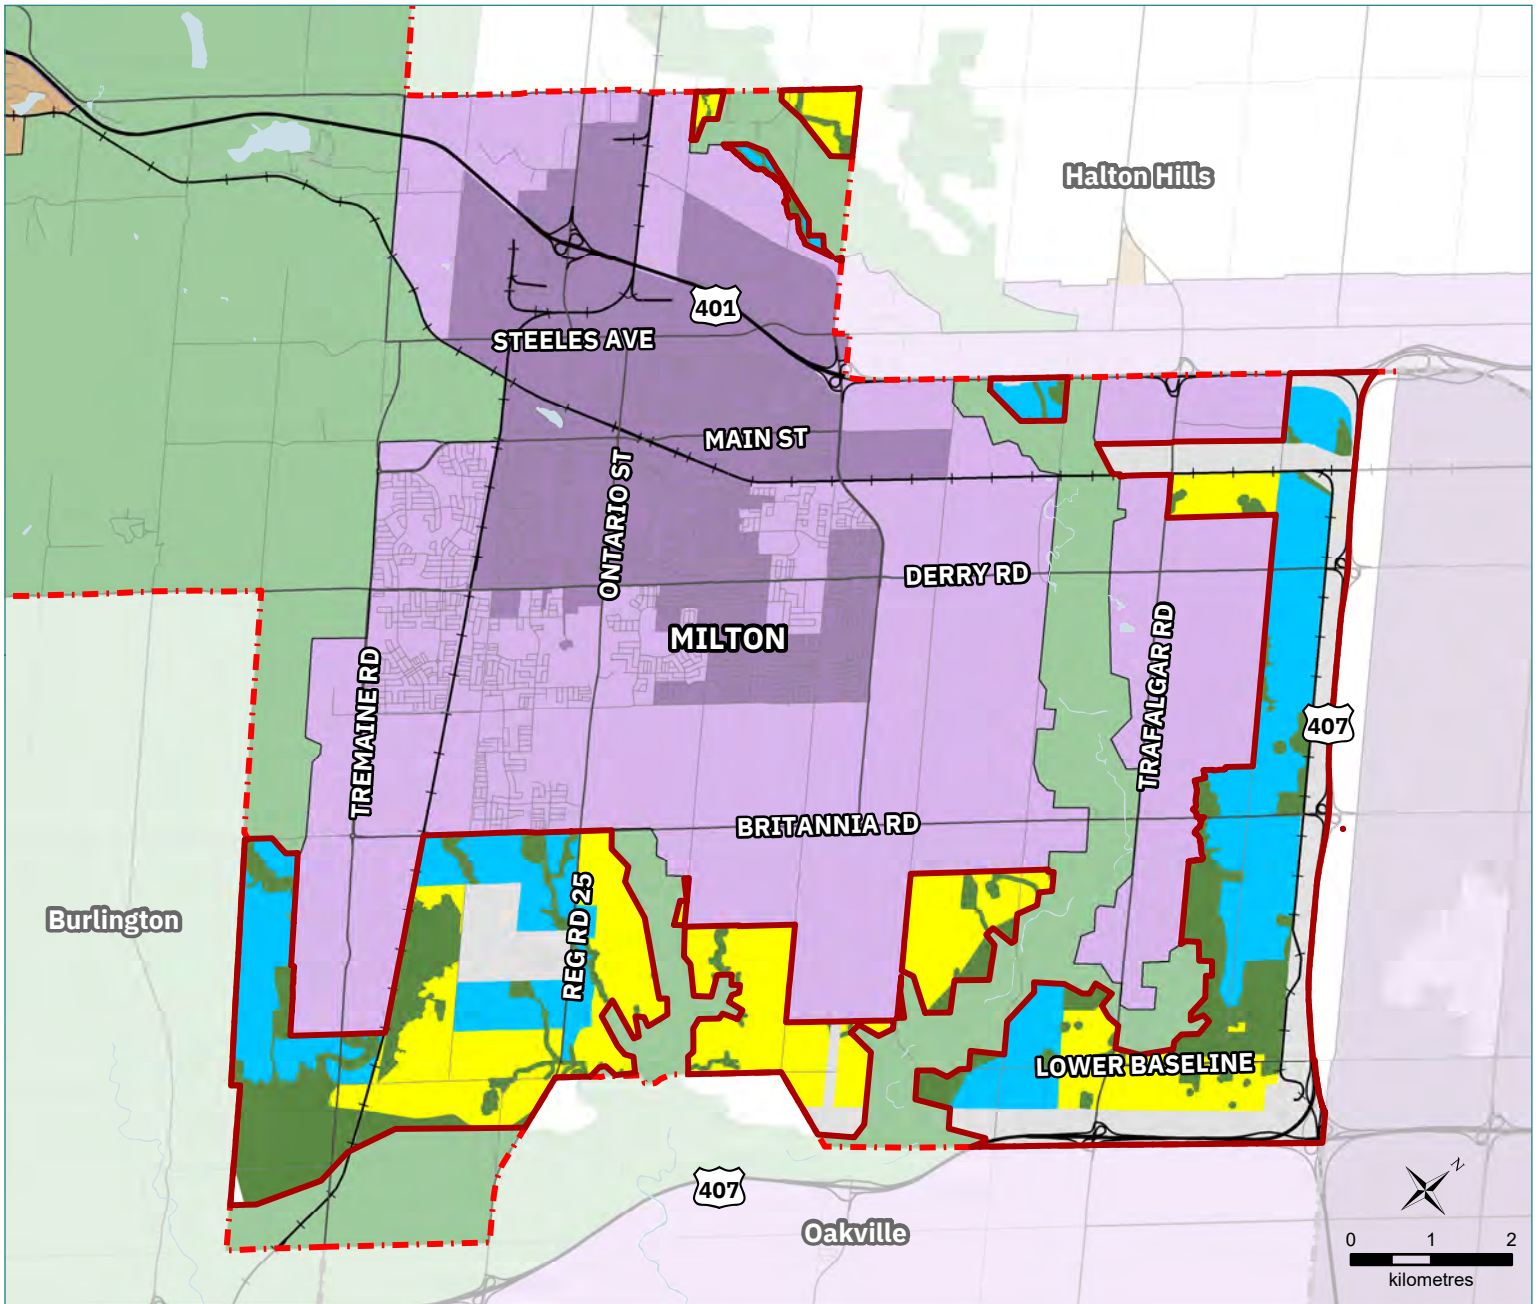 Halton Hills
401
STEELES AVE
MAIN ST
ONTARIO ST
DERRY RD
MILTON
TREMAINE RD
TRAFALGAR RD
407
BRITANNIA RD
REG RD 25
Burlington
LOWER BASELINE
407
Oakville
N
0 1 2
kilometres